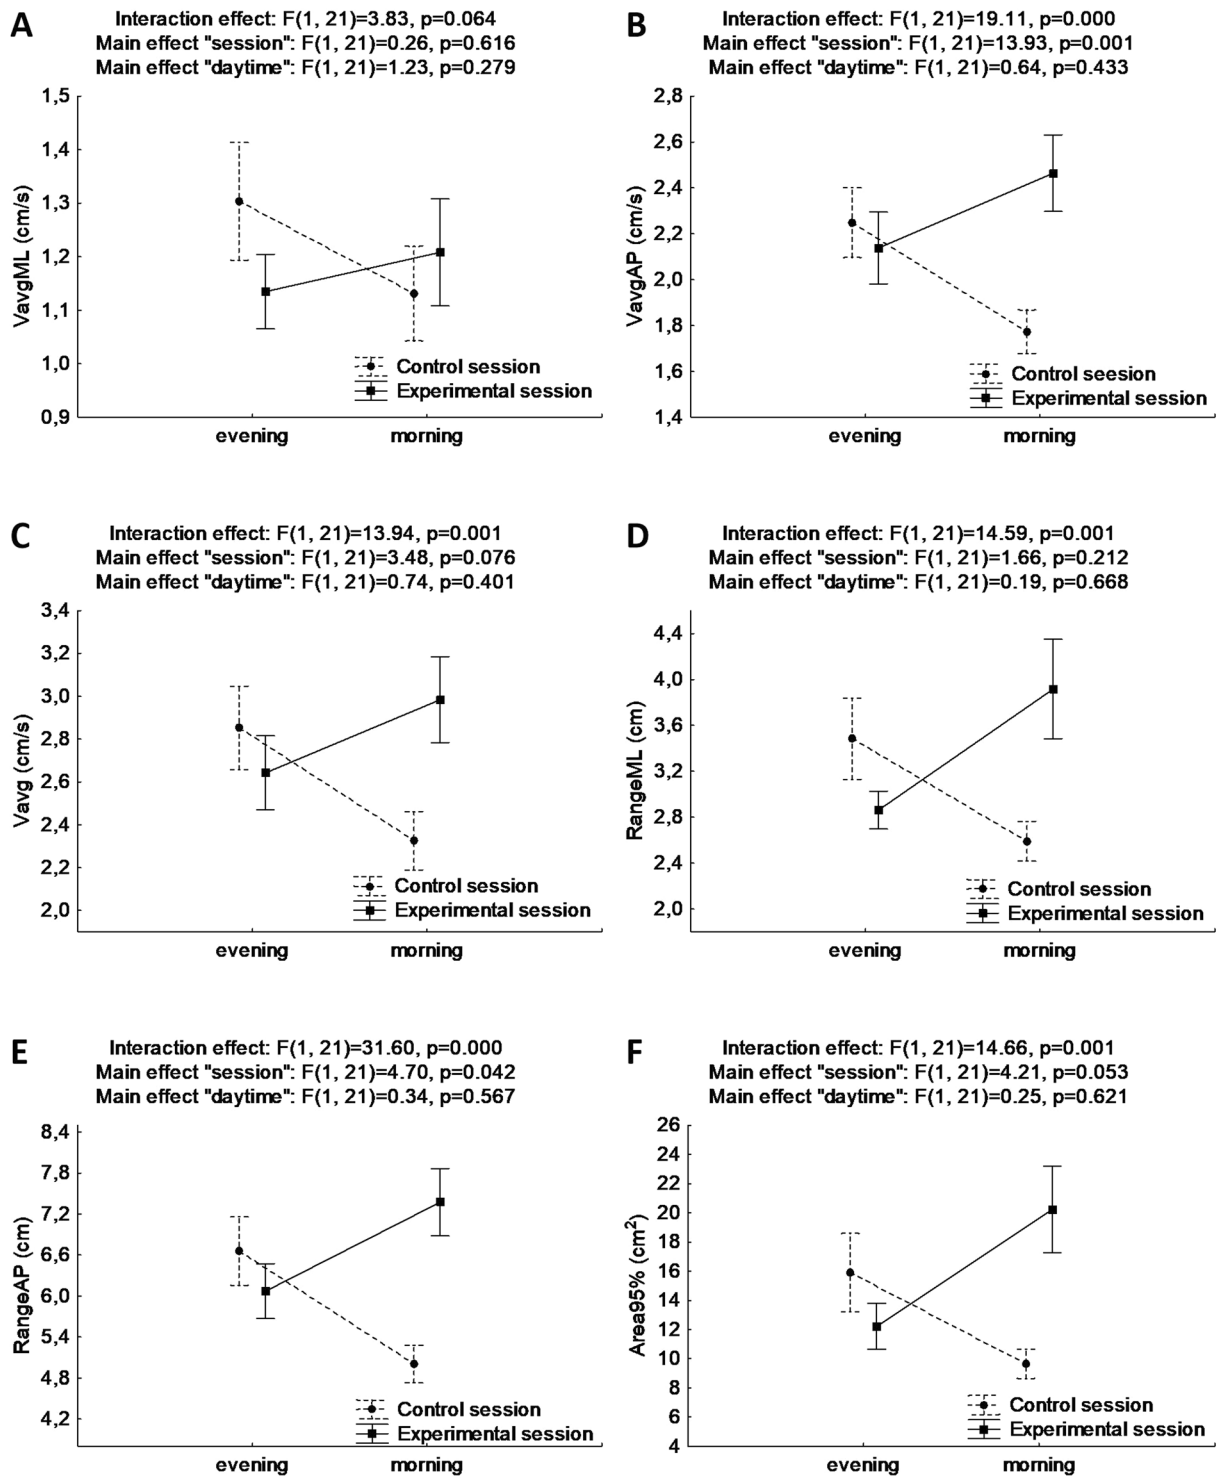 A
Interaction effect: F(1, 21)=3.83, p=0.064
Main effect "session": F(1, 21)=0.26, p=0.616
Main effect "daytime": F(1, 21)=1.23, p=0.279
1,5
1,4
1,3
1,2
1,1
1,0
0,9
VavgML (cm/s)
Control session
Experimental session
evening
morning
B
Interaction effect: F(1, 21)=19.11, p=0.000
Main effect "session": F(1, 21)=13.93, p=0.001
Main effect "daytime": F(1, 21)=0.64, p=0.433
2,8
2,6
2,4
2,2
2,0
1,8
1,6
1,4
VavgAP (cm/s)
Control seesion
Experimental session
evening
morning
C
Interaction effect: F(1, 21)=13.94, p=0.001
Main effect "session": F(1, 21)=3.48, p=0.076
Main effect "daytime": F(1, 21)=0.74, p=0.401
3,4
3,2
3,0
2,8
2,6
2,4
2,2
2,0
Vavg (cm/s)
Control session
Experimental session
evening
morning
D
Interaction effect: F(1, 21)=14.59, p=0.001
Main effect "session": F(1, 21)=1.66, p=0.212
Main effect "daytime": F(1, 21)=0.19, p=0.668
4,4
4,0
3,6
3,2
2,8
2,4
2,0
RangeML (cm)
Control session
Experimental session
evening
morning
E
Interaction effect: F(1, 21)=31.60, p=0.000
Main effect "session": F(1, 21)=4.70, p=0.042
Main effect "daytime": F(1, 21)=0.34, p=0.567
8,4
7,8
7,2
6,6
6,0
5,4
4,8
4,2
RangeAP (cm)
Control session
Experimental session
evening
morning
F
Interaction effect: F(1, 21)=14.66, p=0.001
Main effect "session": F(1, 21)=4.21, p=0.053
Main effect "daytime": F(1, 21)=0.25, p=0.621
26
24
22
20
18
16
14
12
10
8
6
4
Area95% (cm²)
Control session
Experimental session
evening
morning